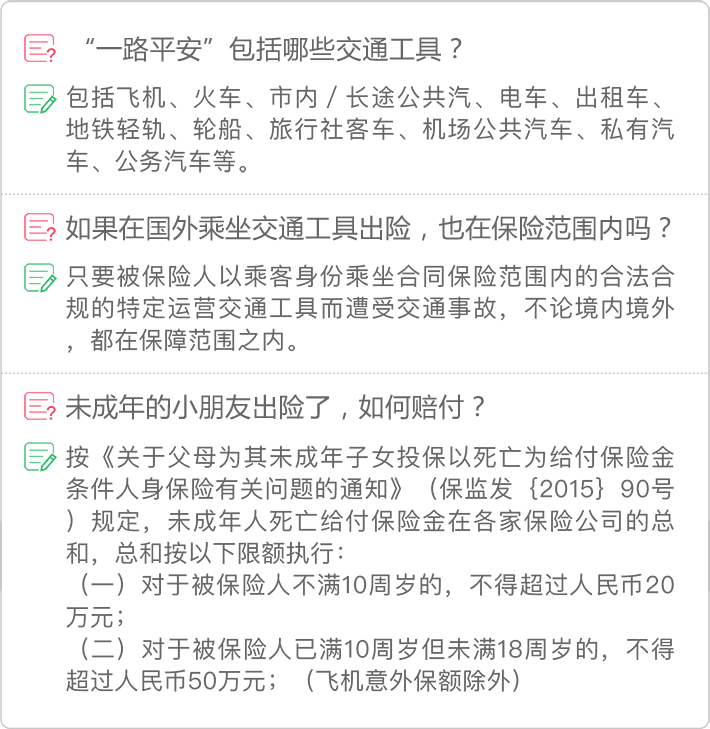 “一路平安”包括哪些交通工具？
包括飞机、火车、市内／长途公共汽、电车、出租车、
地铁轻轨、轮船、旅行社客车、机场公共汽车、私有汽
车、公务汽车等。
如果在国外乘坐交通工具出险，也在保险范围内吗？
只要被保险人以乘客身份乘坐合同保险范围内的合法合
规的特定运营交通工具而遭受交通事故，不论境内境外
，都在保障范围之内。
未成年的小朋友出险了，如何赔付？
按《关于父母为其未成年子女投保以死亡为给付保险金
条件人身保险有关问题的通知》（保监发｛2015｝90号
）规定，未成年人死亡给付保险金在各家保险公司的总
和，总和按以下限额执行：
（一）对于被保险人不满10周岁的，不得超过人民币20
万元；
（二）对于被保险人已满10周岁但未满18周岁的，不得
超过人民币50万元；（飞机意外保额除外）